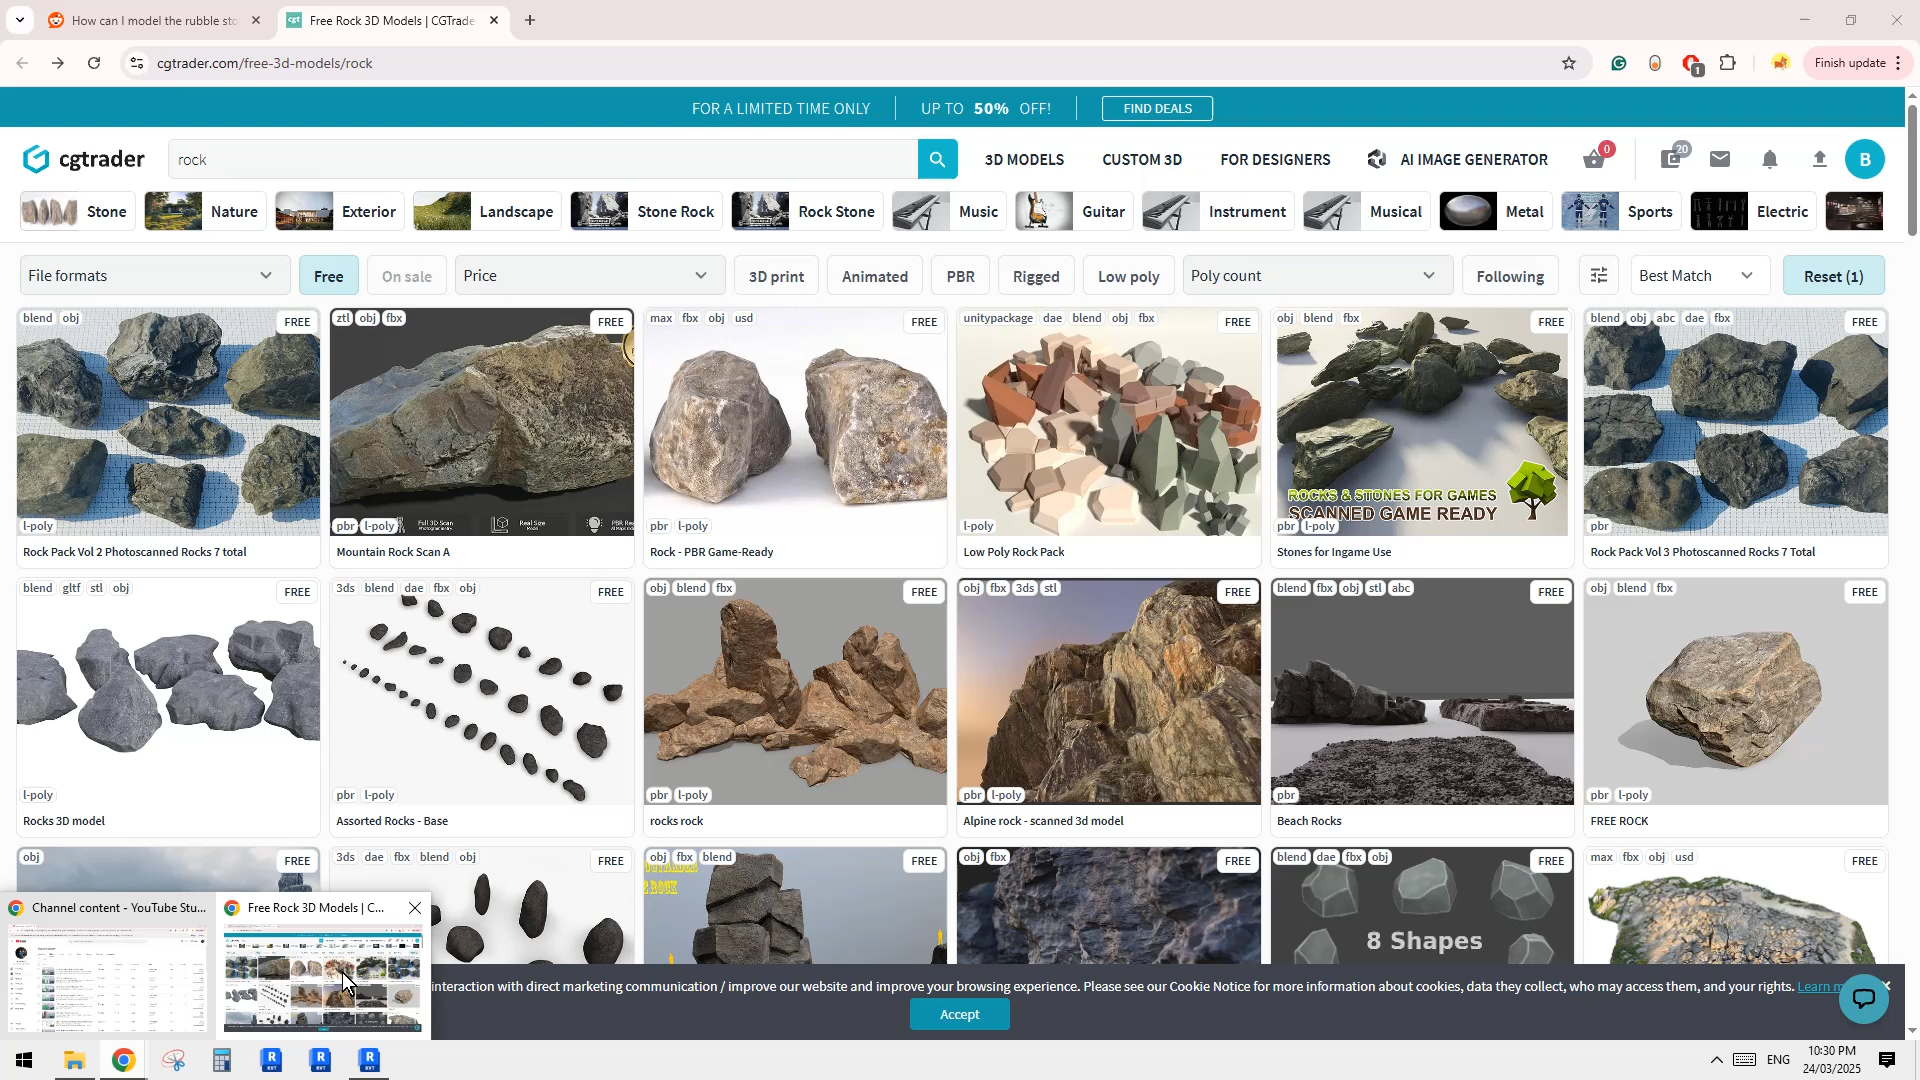 How can I model the rubble sto
Free Rock 3D Models | CGTrade
cgtrader.com/free-3d-models/rock
1
Finish update
FOR A LIMITED TIME ONLY
UP TO 50% OFF!
FIND DEALS
cgtrader
rock
3D MODELS
CUSTOM 3D
FOR DESIGNERS
AI IMAGE GENERATOR
0
20
B
Stone
Nature
Exterior
Landscape
Stone Rock
Rock Stone
Music
Guitar
Instrument
Musical
Metal
Sports
Electric
File formats
Free
On sale
Price
3D print
Animated
PBR
Rigged
Low poly
Poly count
Following
Best Match
Reset (1)
blend obj
FREE
l-poly
Rock Pack Vol 2 Photoscanned Rocks 7 total
ztl obj fbx
FREE
pbr l-poly
Full 3D Scan
Real Size
Mountain Rock Scan A
max fbx obj usd
FREE
pbr l-poly
Rock - PBR Game-Ready
unitypackage dae blend obj fbx
FREE
l-poly
Low Poly Rock Pack
obj blend fbx
FREE
ROCKS & STONES FOR GAMES
SCANNED GAME READY
pbr l-poly
Stones for Ingame Use
blend obj abc dae fbx
FREE
pbr
Rock Pack Vol 3 Photoscanned Rocks 7 Total
blend gltf stl obj
FREE
l-poly
Rocks 3D model
3ds blend dae fbx obj
FREE
pbr l-poly
Assorted Rocks - Base
obj blend fbx
FREE
pbr l-poly
rocks rock
obj fbx 3ds stl
FREE
pbr l-poly
Alpine rock - scanned 3d model
blend fbx obj stl abc
FREE
pbr
Beach Rocks
obj blend fbx
FREE
pbr l-poly
FREE ROCK
obj
FREE
3ds dae fbx blend obj
FREE
obj fbx blend
FREE
ROCK
obj fbx
FREE
blend dae fbx obj
FREE
8 Shapes
max fbx obj usd
FREE
Channel content - YouTube Stu...
Free Rock 3D Models | C...
interaction with direct marketing communication / improve our website and improve your browsing experience. Please see our Cookie Notice for more information about cookies, data they collect, who may access them, and your rights. Learn m
Accept
ENG
10:30 PM
24/03/2025